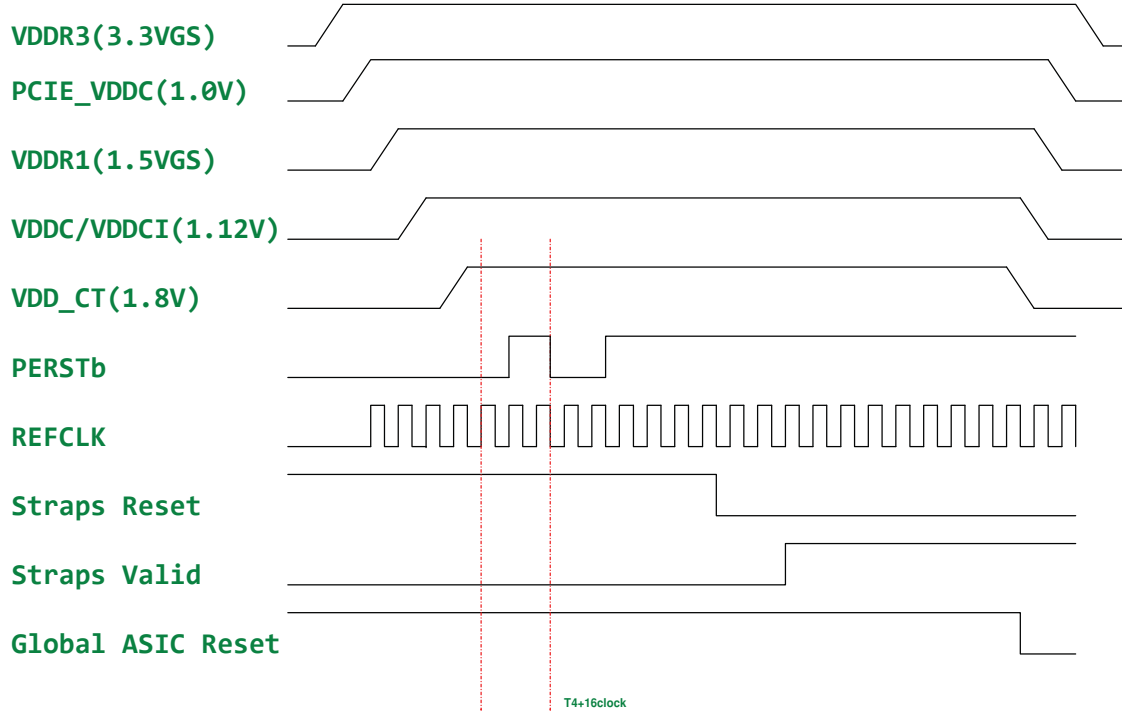 VDDR3(3.3VGS)
PCIE_VDDC(1.0V)
VDDR1(1.5VGS)
VDDC/VDDCI(1.12V)
VDD_CT(1.8V)
PERSTb
REFCLK
Straps Reset
Straps Valid
Global ASIC Reset
T4+16clock